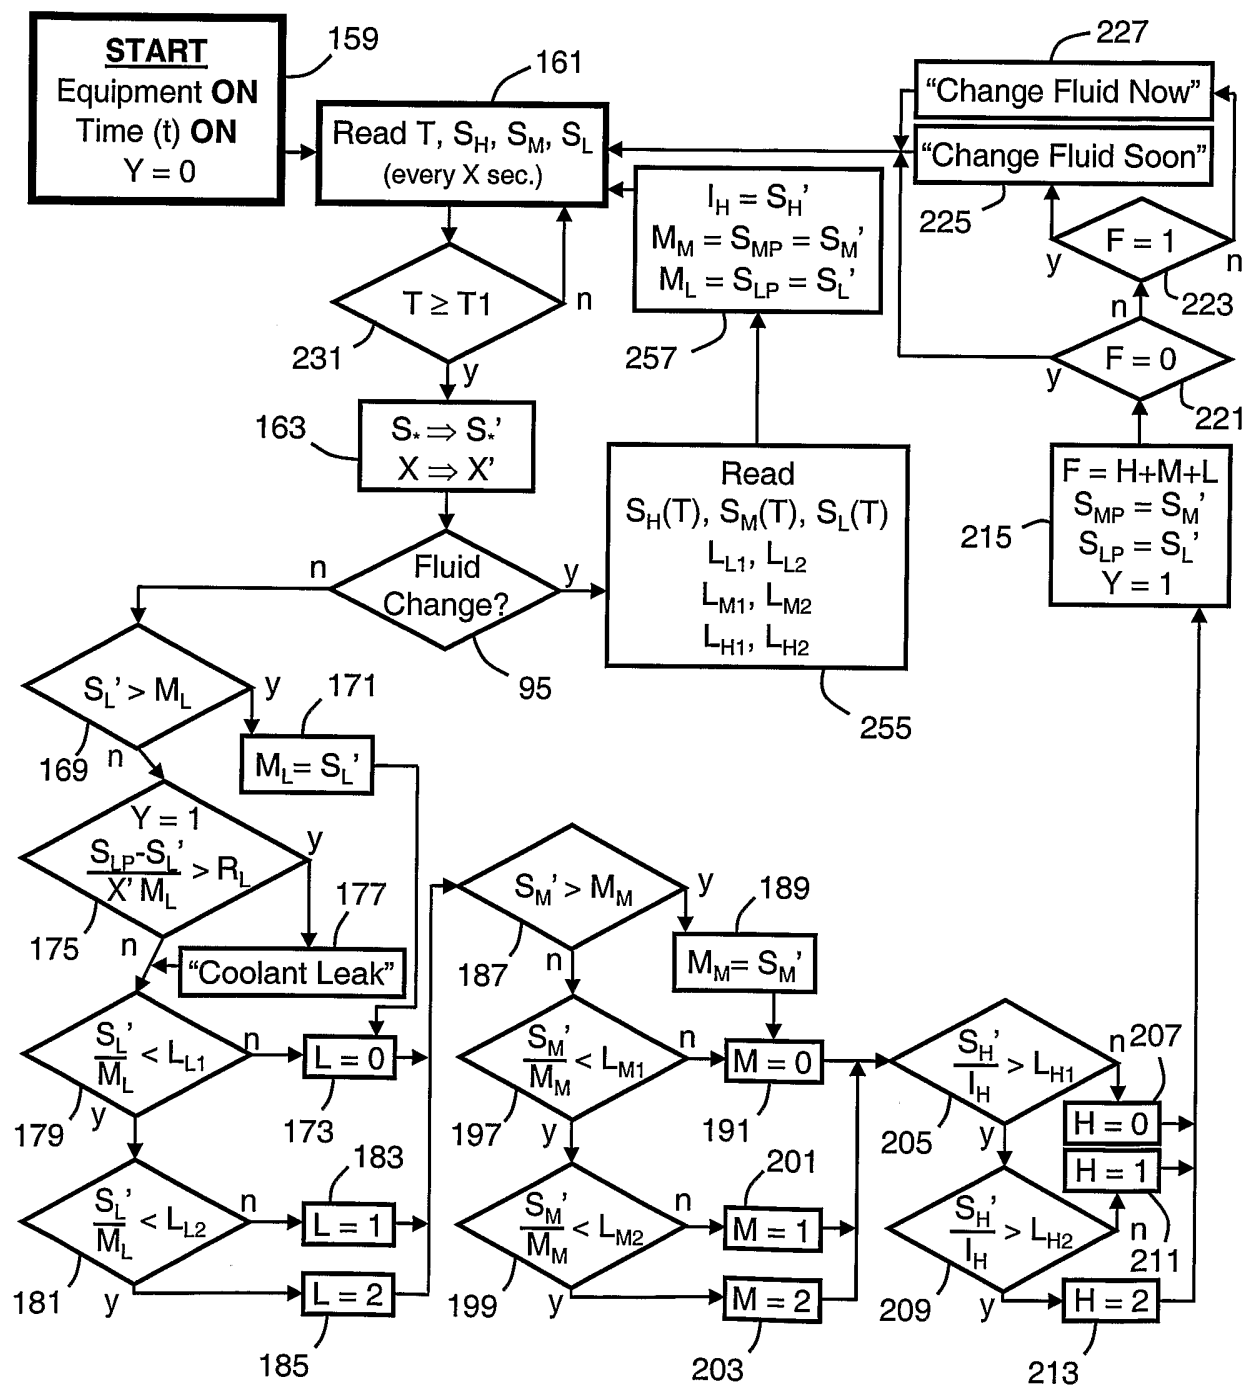 START
Equipment ON
Time (t) ON
Y = 0
159
161
Read T, S_H, S_M, S_L
(every X sec.)
227
"Change Fluid Now"
"Change Fluid Soon"
225
I_H = S_H'
M_M = S_MP = S_M'
M_L = S_LP = S_L'
257
F = 1
y
n
223
n
F = 0
y
221
T ≥ T1
n
231
y
163
S_* ⇒ S_*'
X ⇒ X'
Read
S_H(T), S_M(T), S_L(T)
L_L1, L_L2
L_M1, L_M2
L_H1, L_H2
255
F = H+M+L
S_MP = S_M'
S_LP = S_L'
Y = 1
215
n
Fluid
Change?
y
95
S_L' > M_L
y
169
n
171
M_L = S_L'
Y = 1
S_LP-S_L'
X' M_L
> R_L
y
175
n
177
"Coolant Leak"
S_L'
M_L
< L_L1
n
179
y
L = 0
173
S_L'
M_L
< L_L2
n
181
y
183
L = 1
L = 2
185
S_M' > M_M
y
187
n
189
M_M = S_M'
S_M'
M_M
< L_M1
n
197
y
M = 0
191
S_M'
M_M
< L_M2
n
199
y
201
M = 1
M = 2
203
S_H'
I_H
> L_H1
n
205
y
207
H = 0
H = 1
211
S_H'
I_H
> L_H2
n
209
y
H = 2
213